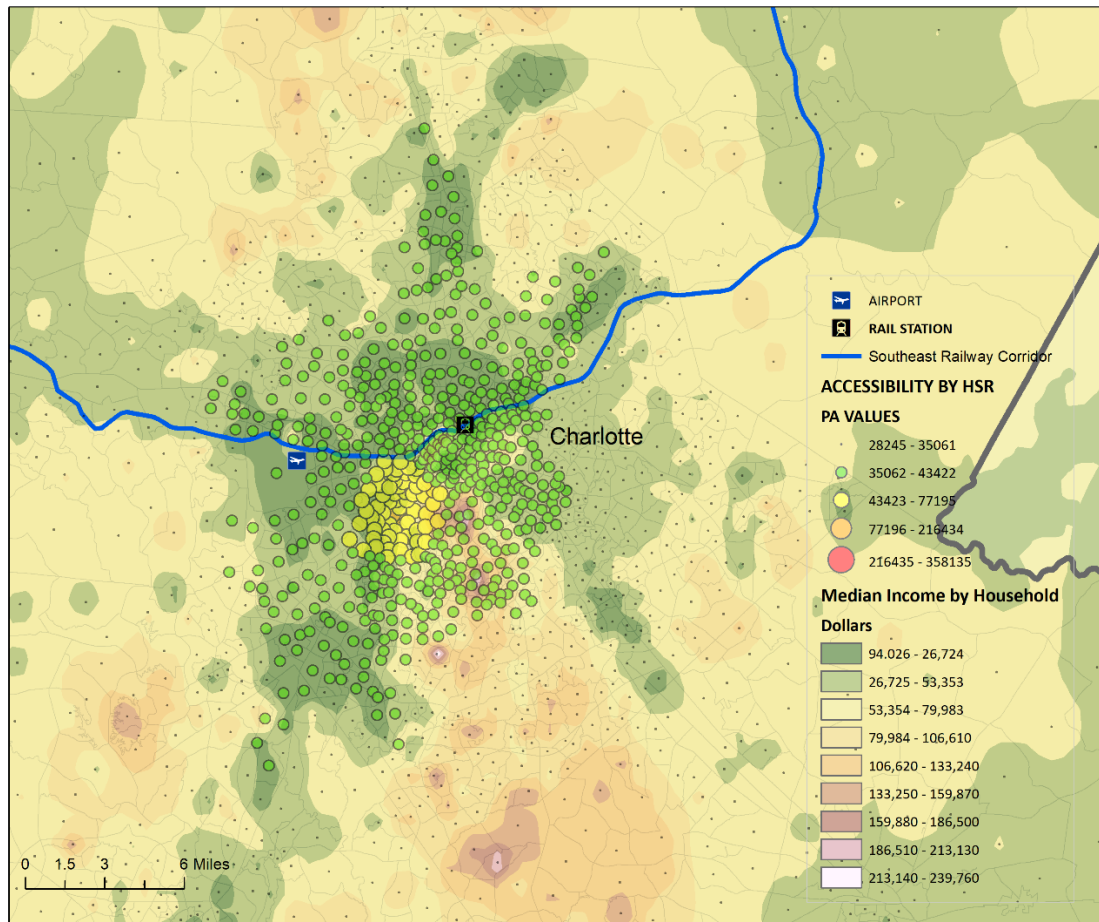 AIRPORT
RAIL STATION
Southeast Railway Corridor
ACCESSIBILITY BY HSR
PA VALUES
28245 - 35061
35062 - 43422
43423 - 77195
77196 - 216434
216435 - 358135
Charlotte
Median Income by Household
Dollars
94.026 - 26,724
26,725 - 53,353
53,354 - 79,983
79,984 - 106,610
106,620 - 133,240
133,250 - 159,870
159,880 - 186,500
186,510 - 213,130
213,140 - 239,760
0 1.5 3 6 Miles